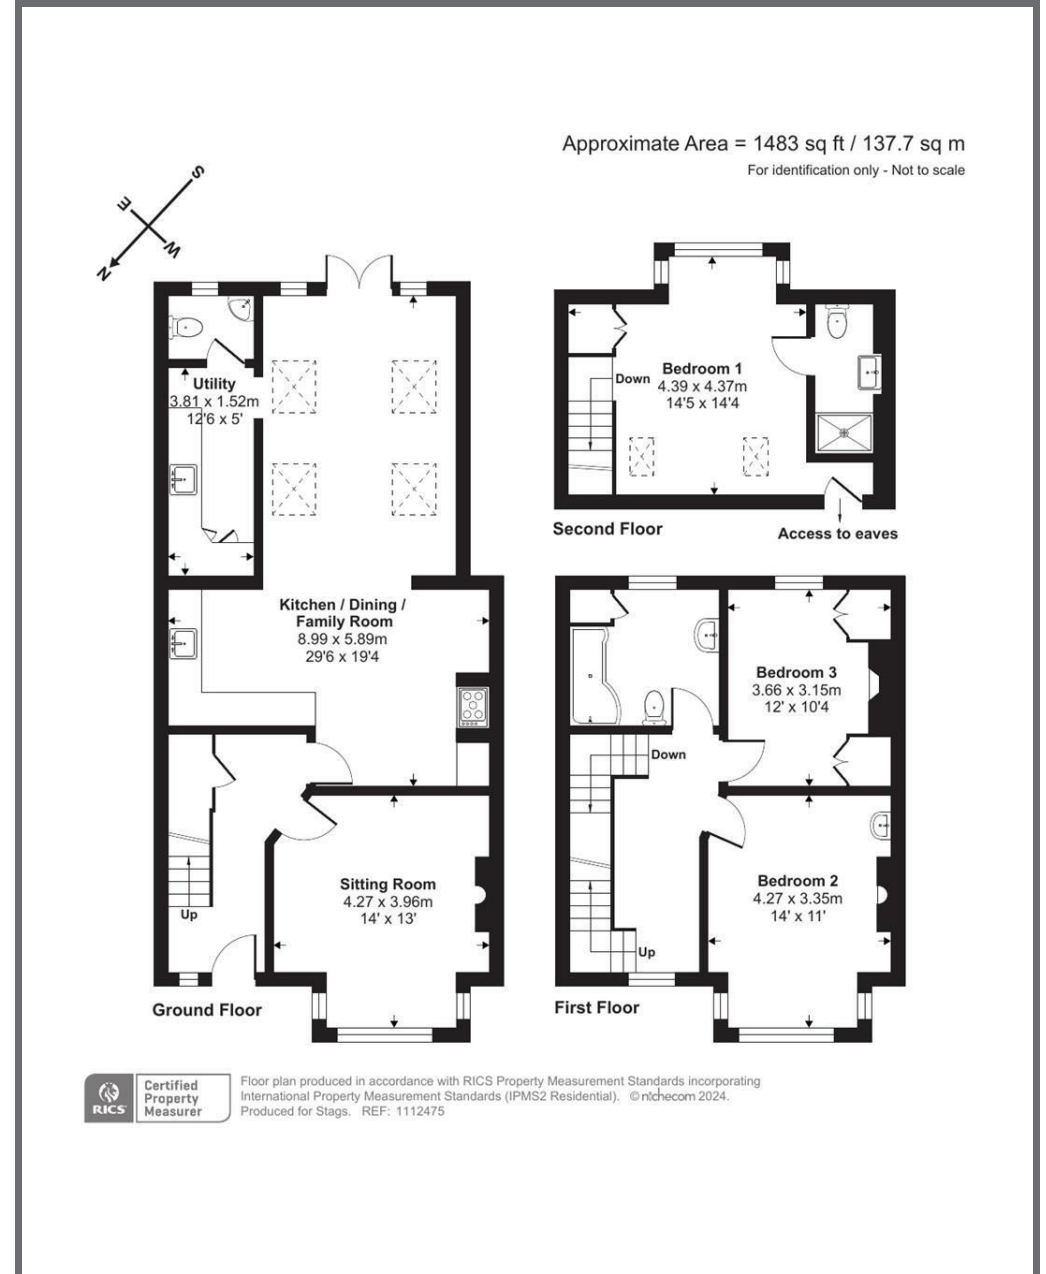 Approximate Area = 1483 sq ft / 137.7 sq m
For identification only - Not to scale
S
E
W
N
Utility
3.81 x 1.52m
12'6 x 5'
Kitchen / Dining /
Family Room
8.99 x 5.89m
29'6 x 19'4
Sitting Room
4.27 x 3.96m
14' x 13'
Up
Ground Floor
Bedroom 1
4.39 x 4.37m
14'5 x 14'4
Down
Second Floor
Access to eaves
Bedroom 3
3.66 x 3.15m
12' x 10'4
Down
Bedroom 2
4.27 x 3.35m
14' x 11'
Up
First Floor
RICS
Certified
Property
Measurer
Floor plan produced in accordance with RICS Property Measurement Standards incorporating
International Property Measurement Standards (IPMS2 Residential). © nichecom 2024.
Produced for Stags. REF: 1112475